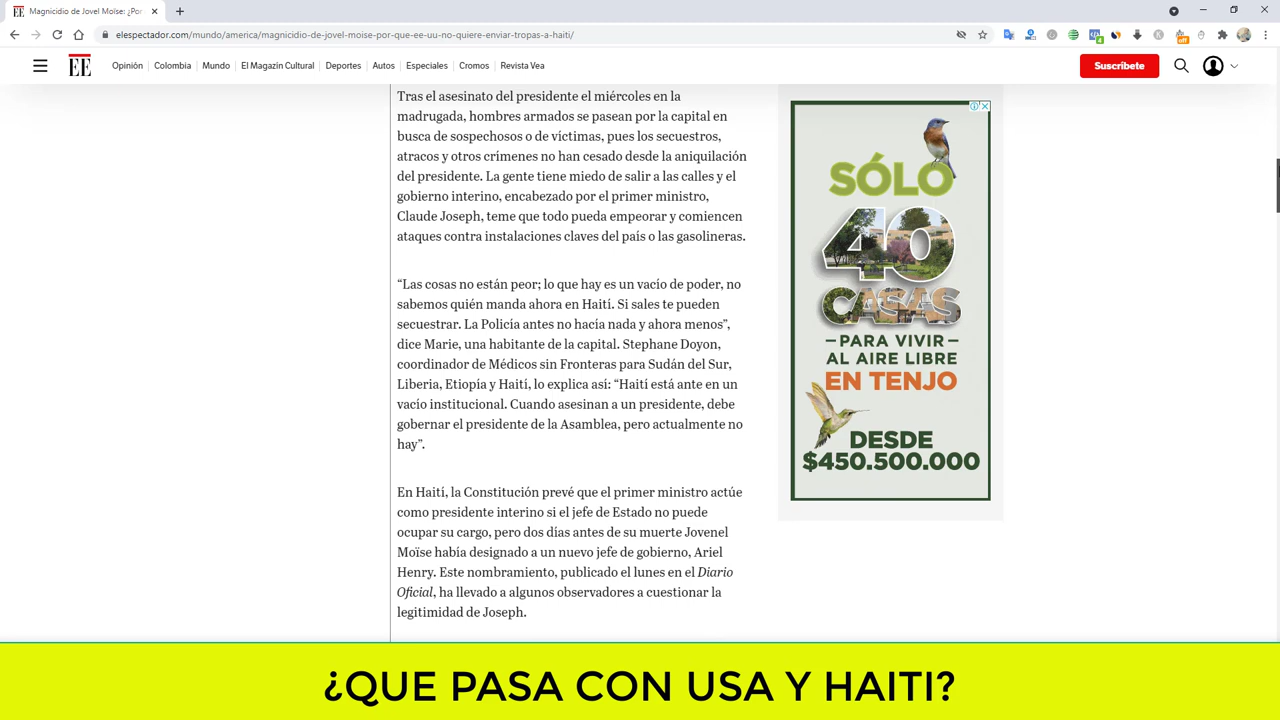 Magnicidio de Jovel Moïse: ¿Por
elespectador.com/mundo/america/magnicidio-de-jovel-moise-por-que-ee-uu-no-quiere-enviar-tropas-a-haiti/
EE
Opinión
Colombia
Mundo
El Magazín Cultural
Deportes
Autos
Especiales
Cromos
Revista Vea
Suscríbete
Tras el asesinato del presidente el miércoles en la
madrugada, hombres armados se pasean por la capital en
busca de sospechosos o de víctimas, pues los secuestros,
atracos y otros crímenes no han cesado desde la aniquilación
del presidente. La gente tiene miedo de salir a las calles y el
gobierno interino, encabezado por el primer ministro,
Claude Joseph, teme que todo pueda empeorar y comiencen
ataques contra instalaciones claves del país o las gasolineras.
“Las cosas no están peor; lo que hay es un vacío de poder, no
sabemos quién manda ahora en Haití. Si sales te pueden
secuestrar. La Policía antes no hacía nada y ahora menos”,
dice Marie, una habitante de la capital. Stephane Doyon,
coordinador de Médicos sin Fronteras para Sudán del Sur,
Liberia, Etiopía y Haití, lo explica así: “Haití está ante en un
vacío institucional. Cuando asesinan a un presidente, debe
gobernar el presidente de la Asamblea, pero actualmente no
hay”.
En Haití, la Constitución prevé que el primer ministro actúe
como presidente interino si el jefe de Estado no puede
ocupar su cargo, pero dos días antes de su muerte Jovenel
Moïse había designado a un nuevo jefe de gobierno, Ariel
Henry. Este nombramiento, publicado el lunes en el Diario
Oficial, ha llevado a algunos observadores a cuestionar la
legitimidad de Joseph.
SÓLO
40
CASAS
–PARA VIVIR–
AL AIRE LIBRE
EN TENJO
DESDE
$450.500.000
¿QUE PASA CON USA Y HAITI?